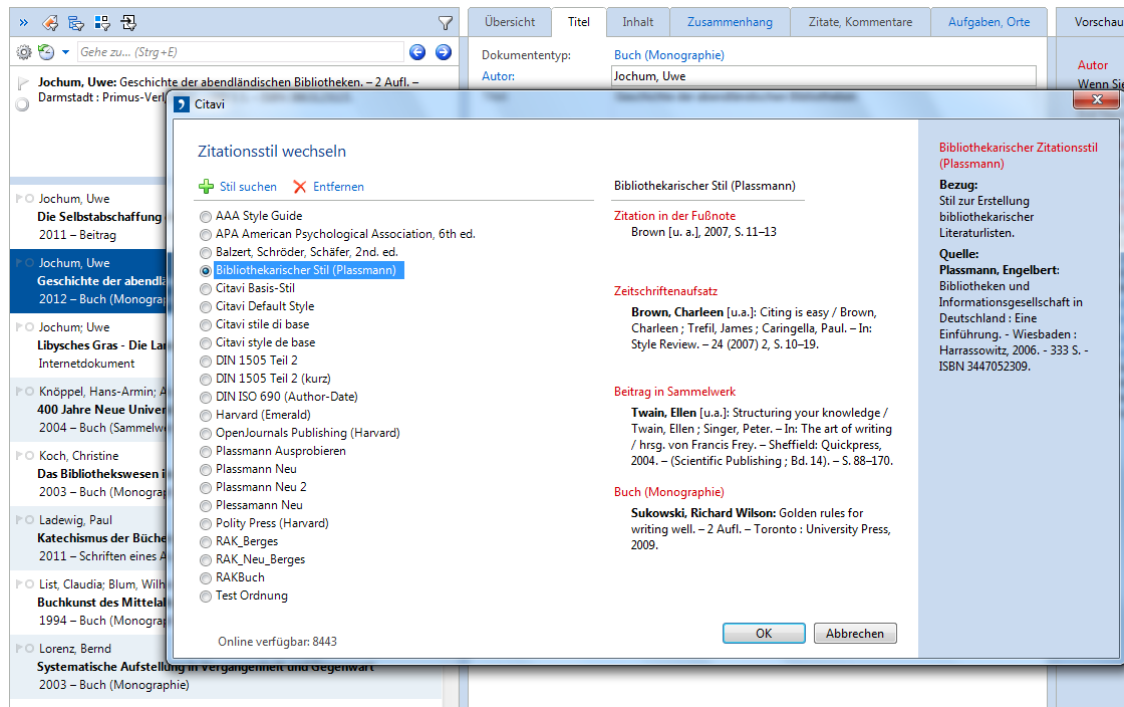 Übersicht
Titel
Inhalt
Zusammenhang
Zitate, Kommentare
Aufgaben, Orte
Vorschau
Gehe zu... (Strg+E)
Dokumententyp:
Buch (Monographie)
Autor:
Jochum, Uwe
Autor
Wenn Sie
Jochum, Uwe: Geschichte der abendländischen Bibliotheken. – 2 Aufl. –
Darmstadt : Primus-Verl
Jochum, Uwe
Die Selbstabschaffung
2011 – Beitrag
Jochum, Uwe
Geschichte der abendlä
2012 – Buch (Monograp
Jochum; Uwe
Libysches Gras - Die Lan
Internetdokument
Knöppel, Hans-Armin; A
400 Jahre Neue Univer
2004 – Buch (Sammelwe
Koch, Christine
Das Bibliothekswesen i
2003 – Buch (Monograp
Ladewig, Paul
Katechismus der Büche
2011 – Schriften eines A
List, Claudia; Blum, Wilh
Buchkunst des Mittelal
1994 – Buch (Monograp
Lorenz, Bernd
Systematische Aufstellung in Vergangenheit und Gegenwart
2003 – Buch (Monographie)
Citavi
Zitationsstil wechseln
Stil suchen
Entfernen
AAA Style Guide
APA American Psychological Association, 6th ed.
Balzert, Schröder, Schäfer, 2nd. ed.
Bibliothekarischer Stil (Plassmann)
Citavi Basis-Stil
Citavi Default Style
Citavi stile di base
Citavi style de base
DIN 1505 Teil 2
DIN 1505 Teil 2 (kurz)
DIN ISO 690 (Author-Date)
Harvard (Emerald)
OpenJournals Publishing (Harvard)
Plassmann Ausprobieren
Plassmann Neu
Plassmann Neu 2
Plessamann Neu
Polity Press (Harvard)
RAK_Berges
RAK_Neu_Berges
RAKBuch
Test Ordnung
Online verfügbar: 8443
Bibliothekarischer Stil (Plassmann)
Zitation in der Fußnote
Brown [u. a.], 2007, S. 11–13
Zeitschriftenaufsatz
Brown, Charleen [u.a.]: Citing is easy / Brown,
Charleen ; Trefil, James ; Caringella, Paul. – In:
Style Review. – 24 (2007) 2, S. 10–19.
Beitrag in Sammelwerk
Twain, Ellen [u.a.]: Structuring your knowledge /
Twain, Ellen ; Singer, Peter. – In: The art of writing
/ hrsg. von Francis Frey. – Sheffield: Quickpress,
2004. – (Scientific Publishing ; Bd. 14). – S. 88–170.
Buch (Monographie)
Sukowski, Richard Wilson: Golden rules for
writing well. – 2 Aufl. – Toronto : University Press,
2009.
OK
Abbrechen
Bibliothekarischer Zitationsstil
(Plassmann)
Bezug:
Stil zur Erstellung
bibliothekarischer
Literaturlisten.
Quelle:
Plassmann, Engelbert:
Bibliotheken und
Informationsgesellschaft in
Deutschland : Eine
Einführung. - Wiesbaden :
Harrassowitz, 2006. - 333 S. -
ISBN 3447052309.